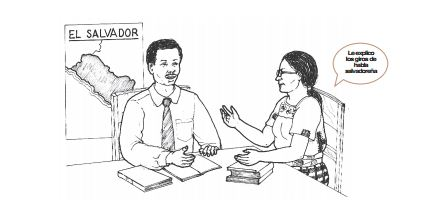 EL SALVADOR
Le explico
los giros de
habla
salvadoreña